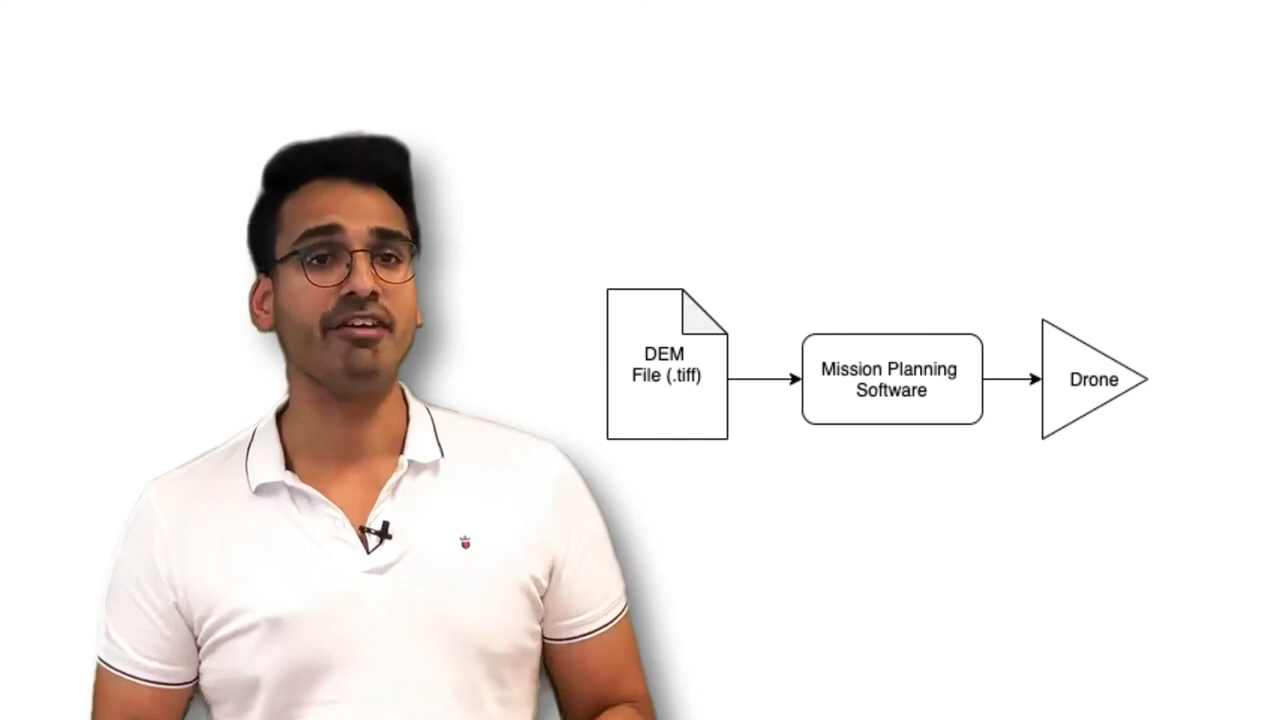 DEM
File (.tiff)
Mission Planning
Software
Drone